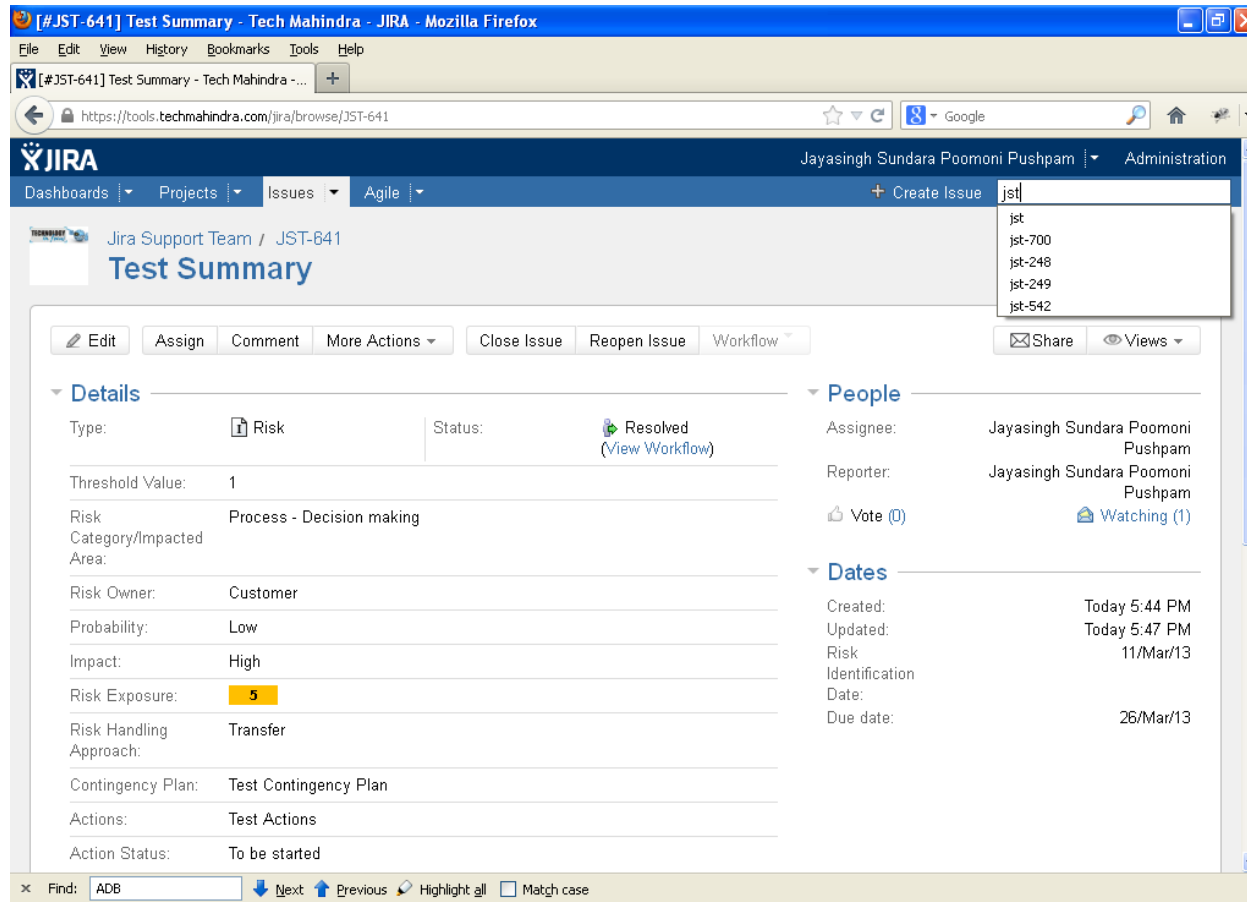 [#JST-641] Test Summary - Tech Mahindra - JIRA - Mozilla Firefox
File Edit View History Bookmarks Tools Help
[#JST-641] Test Summary - Tech Mahindra -... +
https://tools.techmahindra.com/jira/browse/JST-641 Google
JIRA Jayasingh Sundara Poomoni Pushpam Administration
Dashboards Projects Issues Agile + Create Issue jst
jst
jst-700
jst-248
jst-249
jst-542
Jira Support Team / JST-641
Test Summary
Edit Assign Comment More Actions Close Issue Reopen Issue Workflow Share Views
Details
Type: Risk Status: Resolved
(View Workflow)
Threshold Value: 1
Risk Category/Impacted Area: Process - Decision making
Risk Owner: Customer
Probability: Low
Impact: High
Risk Exposure: 5
Risk Handling Approach: Transfer
Contingency Plan: Test Contingency Plan
Actions: Test Actions
Action Status: To be started
People
Assignee: Jayasingh Sundara Poomoni
Pushpam
Reporter: Jayasingh Sundara Poomoni
Pushpam
Vote (0) Watching (1)
Dates
Created: Today 5:44 PM
Updated: Today 5:47 PM
Risk Identification Date: 11/Mar/13
Due date: 26/Mar/13
× Find: ADB Next Previous Highlight all Match case